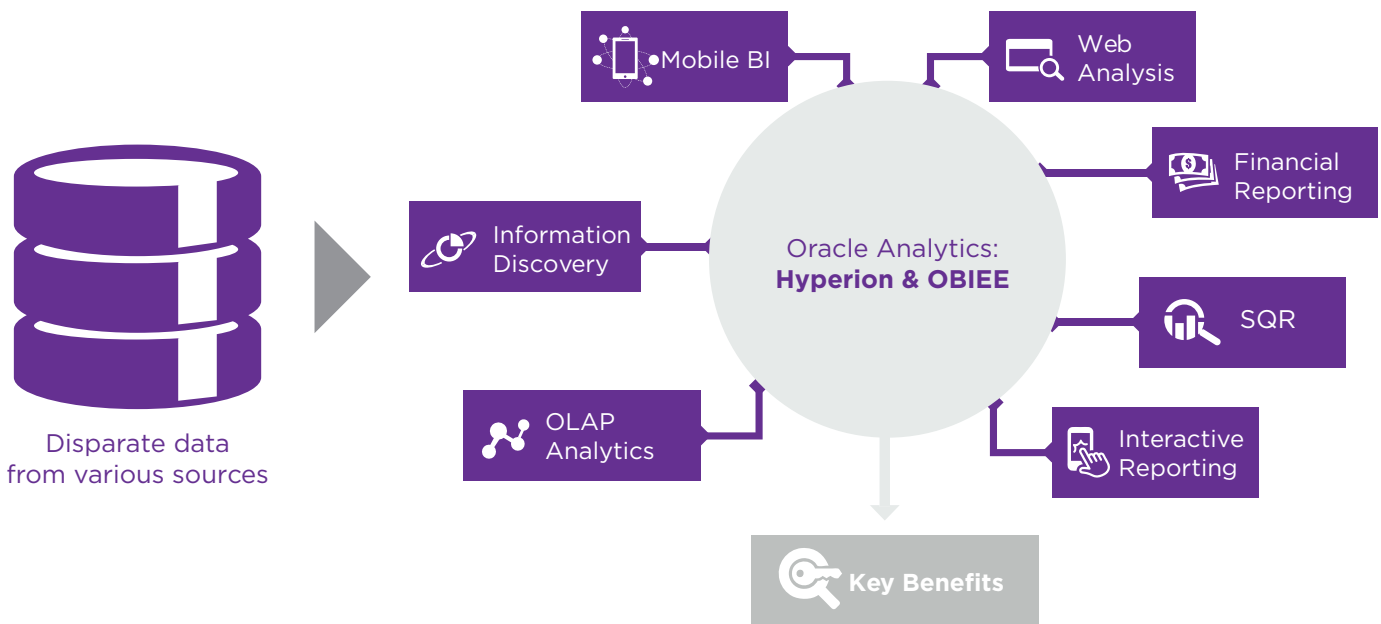 Mobile BI
Web
Analysis
Financial
Reporting
Information
Discovery
Oracle Analytics:
Hyperion & OBIEE
SQR
OLAP
Analytics
Interactive
Reporting
Disparate data
from various sources
Key Benefits